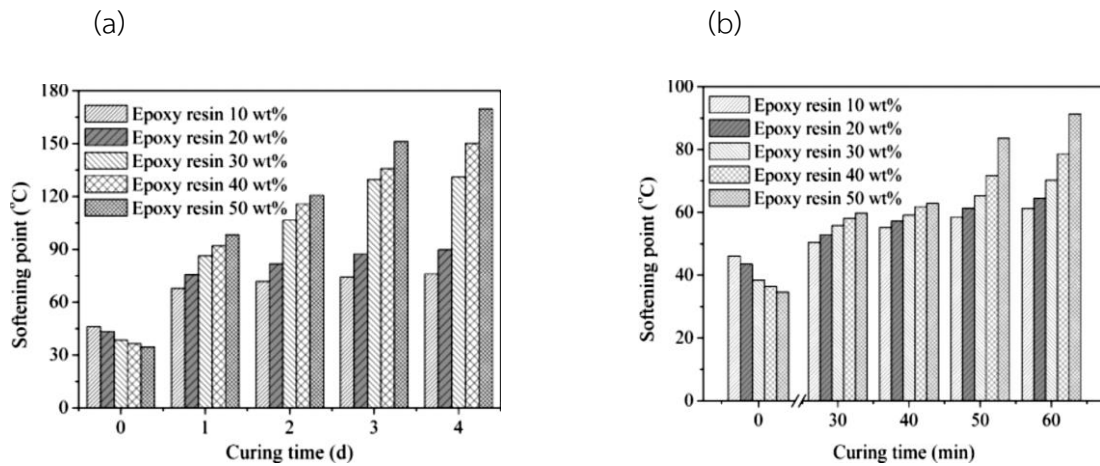 (a)
180
150
120
90
60
30
0
Softening point (°C)
Epoxy resin 10 wt%
Epoxy resin 20 wt%
Epoxy resin 30 wt%
Epoxy resin 40 wt%
Epoxy resin 50 wt%
0 1 2 3 4
Curing time (d)
(b)
100
80
60
40
20
0
Softening point (°C)
Epoxy resin 10 wt%
Epoxy resin 20 wt%
Epoxy resin 30 wt%
Epoxy resin 40 wt%
Epoxy resin 50 wt%
0 30 40 50 60
Curing time (min)